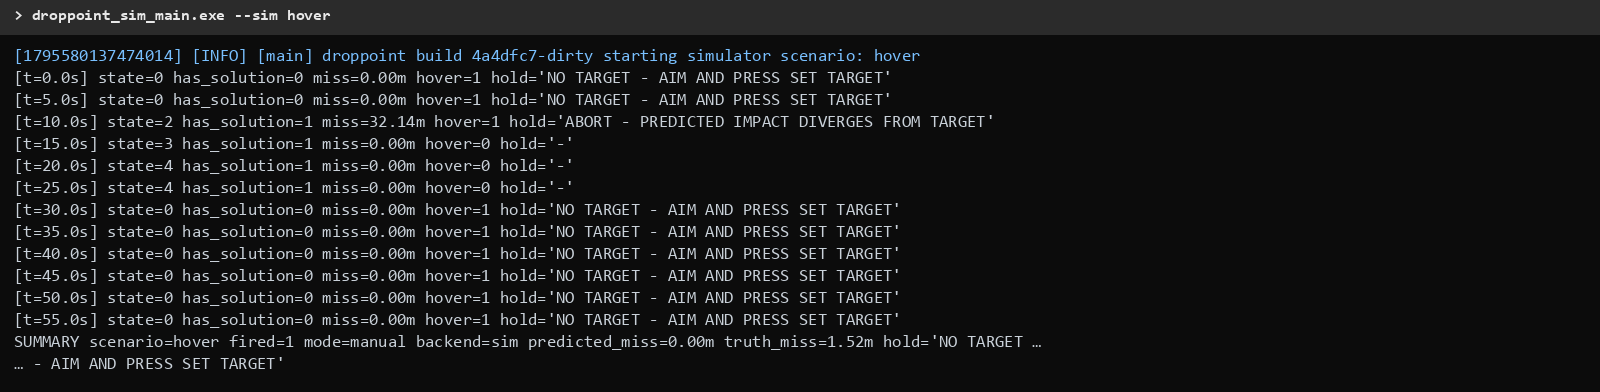 > droppoint_sim_main.exe --sim hover
[1795580137474014] [INFO] [main] droppoint build 4a4dfc7-dirty starting simulator scenario: hover
[t=0.0s] state=0 has_solution=0 miss=0.00m hover=1 hold='NO TARGET - AIM AND PRESS SET TARGET'
[t=5.0s] state=0 has_solution=0 miss=0.00m hover=1 hold='NO TARGET - AIM AND PRESS SET TARGET'
[t=10.0s] state=2 has_solution=1 miss=32.14m hover=1 hold='ABORT - PREDICTED IMPACT DIVERGES FROM TARGET'
[t=15.0s] state=3 has_solution=1 miss=0.00m hover=0 hold='-'
[t=20.0s] state=4 has_solution=1 miss=0.00m hover=0 hold='-'
[t=25.0s] state=4 has_solution=1 miss=0.00m hover=0 hold='-'
[t=30.0s] state=0 has_solution=0 miss=0.00m hover=1 hold='NO TARGET - AIM AND PRESS SET TARGET'
[t=35.0s] state=0 has_solution=0 miss=0.00m hover=1 hold='NO TARGET - AIM AND PRESS SET TARGET'
[t=40.0s] state=0 has_solution=0 miss=0.00m hover=1 hold='NO TARGET - AIM AND PRESS SET TARGET'
[t=45.0s] state=0 has_solution=0 miss=0.00m hover=1 hold='NO TARGET - AIM AND PRESS SET TARGET'
[t=50.0s] state=0 has_solution=0 miss=0.00m hover=1 hold='NO TARGET - AIM AND PRESS SET TARGET'
[t=55.0s] state=0 has_solution=0 miss=0.00m hover=1 hold='NO TARGET - AIM AND PRESS SET TARGET'
SUMMARY scenario=hover fired=1 mode=manual backend=sim predicted_miss=0.00m truth_miss=1.52m hold='NO TARGET …
… - AIM AND PRESS SET TARGET'